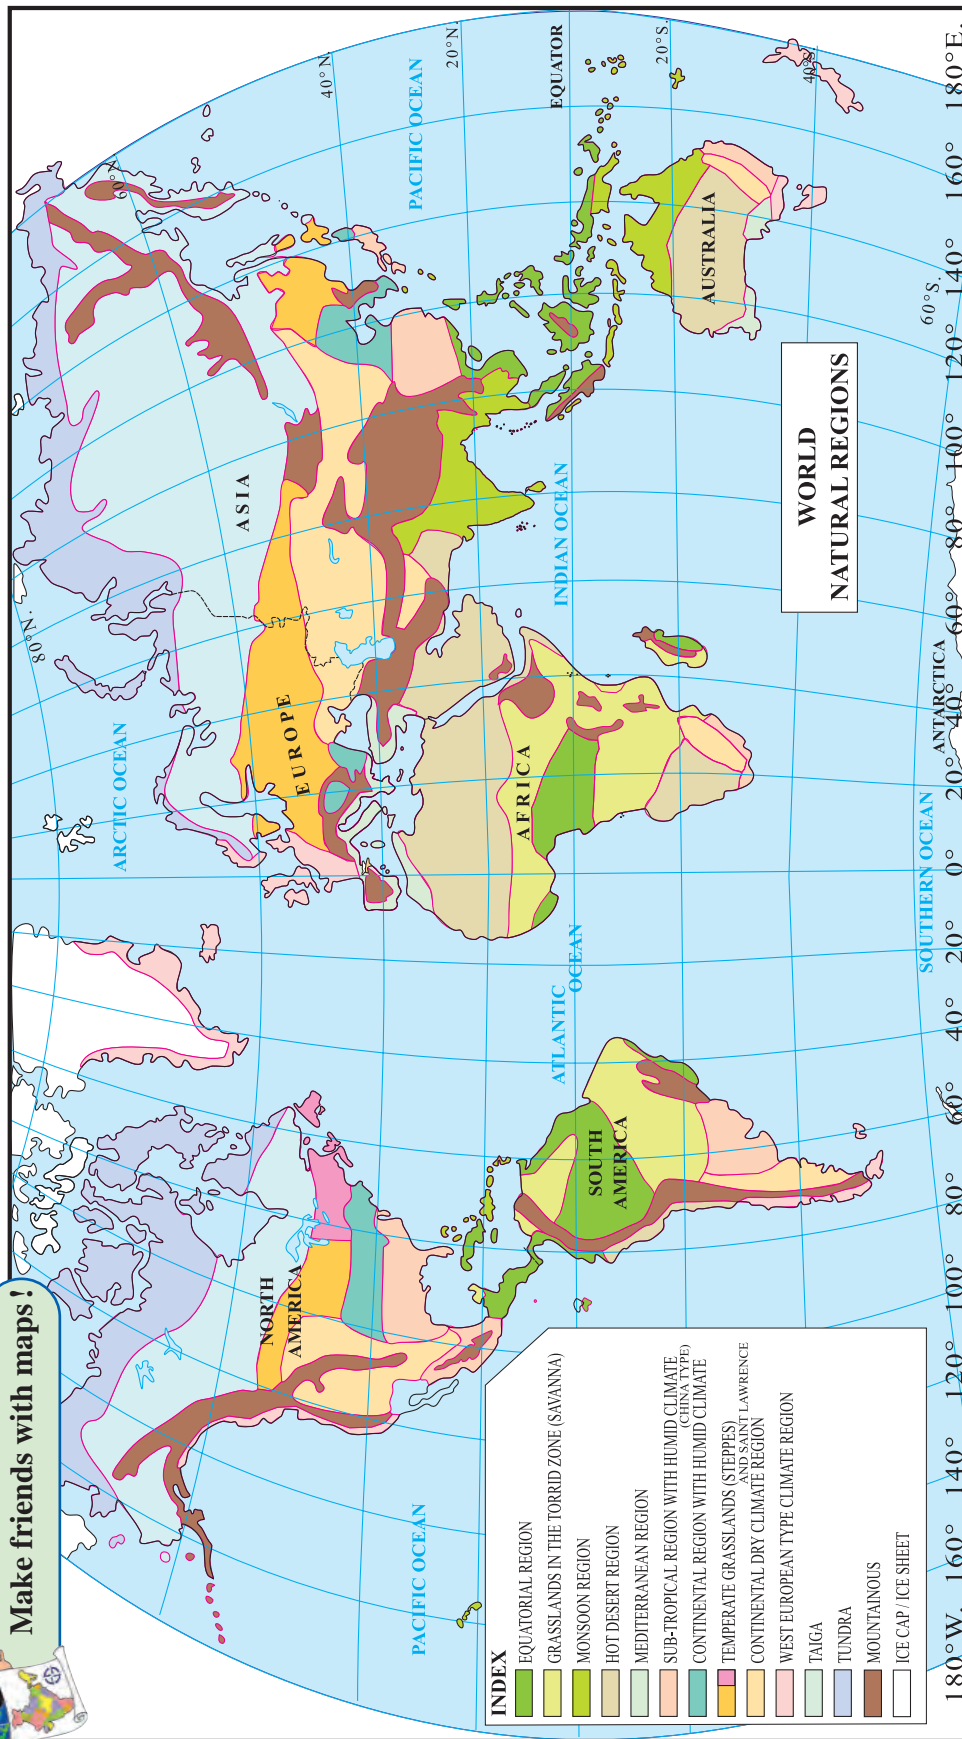 Make friends with maps!
ARCTIC OCEAN
80°N.
60°N
40°N.
20°N.
EQUATOR
20°S.
40°S.
60°S.
PACIFIC OCEAN
ASIA
EUROPE
NORTH
AMERICA
AFRICA
PACIFIC OCEAN
ATLANTIC
OCEAN
INDIAN OCEAN
SOUTH
AMERICA
AUSTRALIA
WORLD
NATURAL REGIONS
SOUTHERN OCEAN
ANTARCTICA
INDEX
EQUATORIAL REGION
GRASSLANDS IN THE TORRID ZONE (SAVANNA)
MONSOON REGION
HOT DESERT REGION
MEDITERRANEAN REGION
SUB-TROPICAL REGION WITH HUMID CLIMATE
(CHINA TYPE)
CONTINENTAL REGION WITH HUMID CLIMATE
TEMPERATE GRASSLANDS (STEPPES)
AND SAINT LAWRENCE
CONTINENTAL DRY CLIMATE REGION
WEST EUROPEAN TYPE CLIMATE REGION
TAIGA
TUNDRA
MOUNTAINOUS
ICE CAP / ICE SHEET
180°W. 160° 140° 120° 100° 80° 60° 40° 20° 0° 20° 40° 60° 80° 100° 120° 140° 160° 180°E.